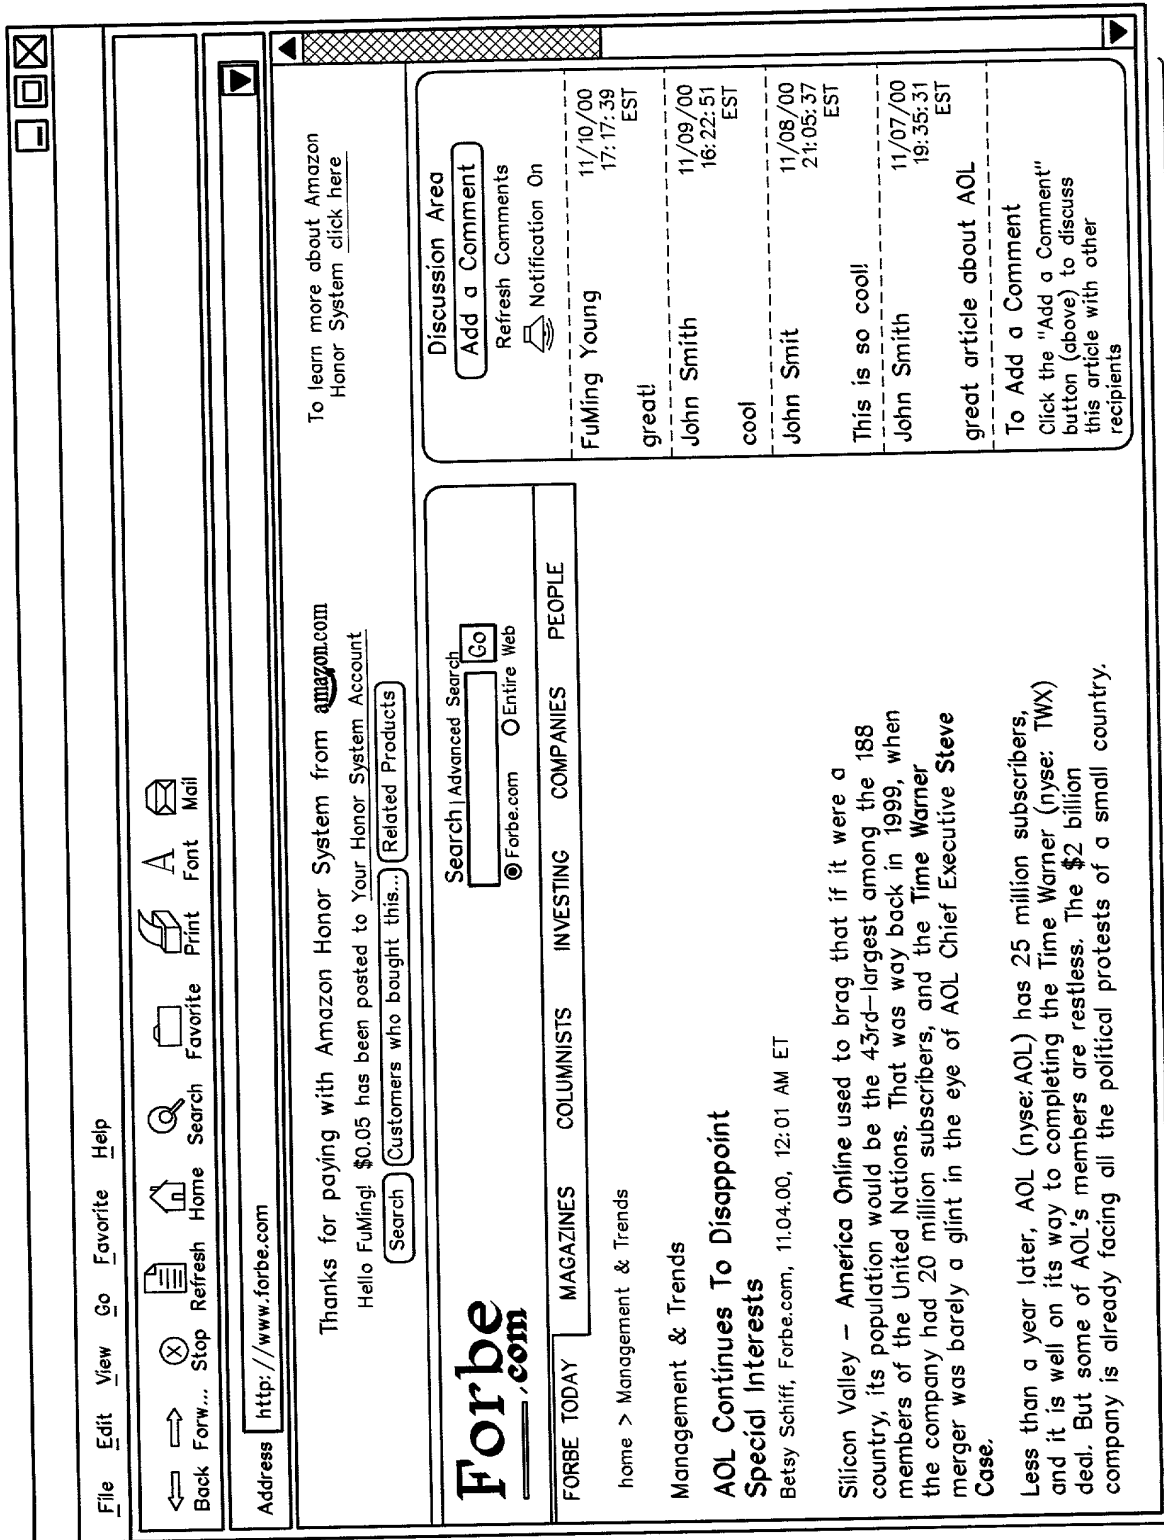 File Edit View Go Favorite Help
Back Forw... Stop Refresh Home Search Favorite Print Font Mail
Address http://www.forbe.com
Thanks for paying with Amazon Honor System from amazon.com
Hello FuMing! $0.05 has been posted to Your Honor System Account
Search Customers who bought this... Related Products
To learn more about Amazon
Honor System click here
Forbe
.com
Search | Advanced Search
Go
Forbe.com Entire Web
FORBE TODAY MAGAZINES COLUMNISTS INVESTING COMPANIES PEOPLE
home > Management & Trends
Management & Trends
AOL Continues To Disappoint
Special Interests
Betsy Schiff, Forbe.com, 11.04.00, 12:01 AM ET
Silicon Valley – America Online used to brag that if it were a
country, its population would be the 43rd–largest among the 188
members of the United Nations. That was way back in 1999, when
the company had 20 million subscribers, and the Time Warner
merger was barely a glint in the eye of AOL Chief Executive Steve
Case.
Less than a year later, AOL (nyse:AOL) has 25 million subscribers,
and it is well on its way to completing the Time Warner (nyse: TWX)
deal. But some of AOL's members are restless. The $2 billion
company is already facing all the political protests of a small country.
Discussion Area
Add a Comment
Refresh Comments
Notification On
FuMing Young 11/10/00
17:17:39
EST
great!
John Smith 11/09/00
16:22:51
EST
cool
John Smit 11/08/00
21:05:37
EST
This is so cool!
John Smith 11/07/00
19:35:31
EST
great article about AOL
To Add a Comment
Click the "Add a Comment"
button (above) to discuss
this article with other
recipients